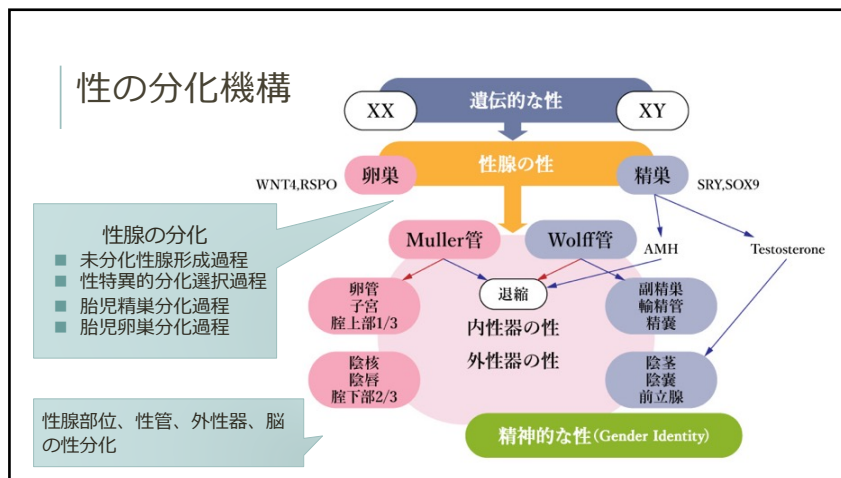 性の分化機構
XX
遺伝的な性
XY
性腺の性
WNT4,RSPO
卵巣
精巣
SRY,SOX9
性腺の分化
■ 未分化性腺形成過程
■ 性特異的分化選択過程
■ 胎児精巣分化過程
■ 胎児卵巣分化過程
Muller管
Wolff管
AMH
Testosterone
卵管
子宮
腟上部1/3
退縮
副精巣
輸精管
精嚢
内性器の性
外性器の性
陰核
陰唇
腟下部2/3
陰茎
陰嚢
前立腺
性腺部位、性管、外性器、脳
の性分化
精神的な性(Gender Identity)